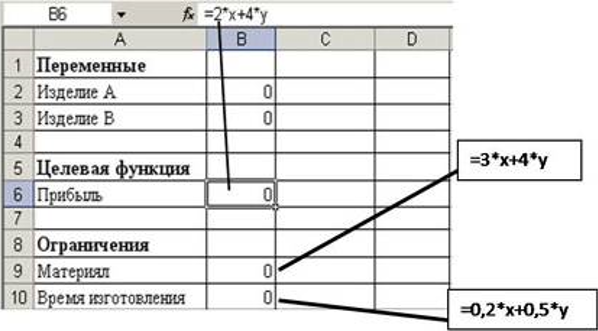 B6 fx =2*x+4*y
A B C D
1 Переменные
2 Изделие А 0
3 Изделие В 0
4
5 Целевая функция
6 Прибыль 0
7
8 Ограничения
9 Материял 0
10 Время изготовления 0
=3*x+4*y
=0,2*x+0,5*y